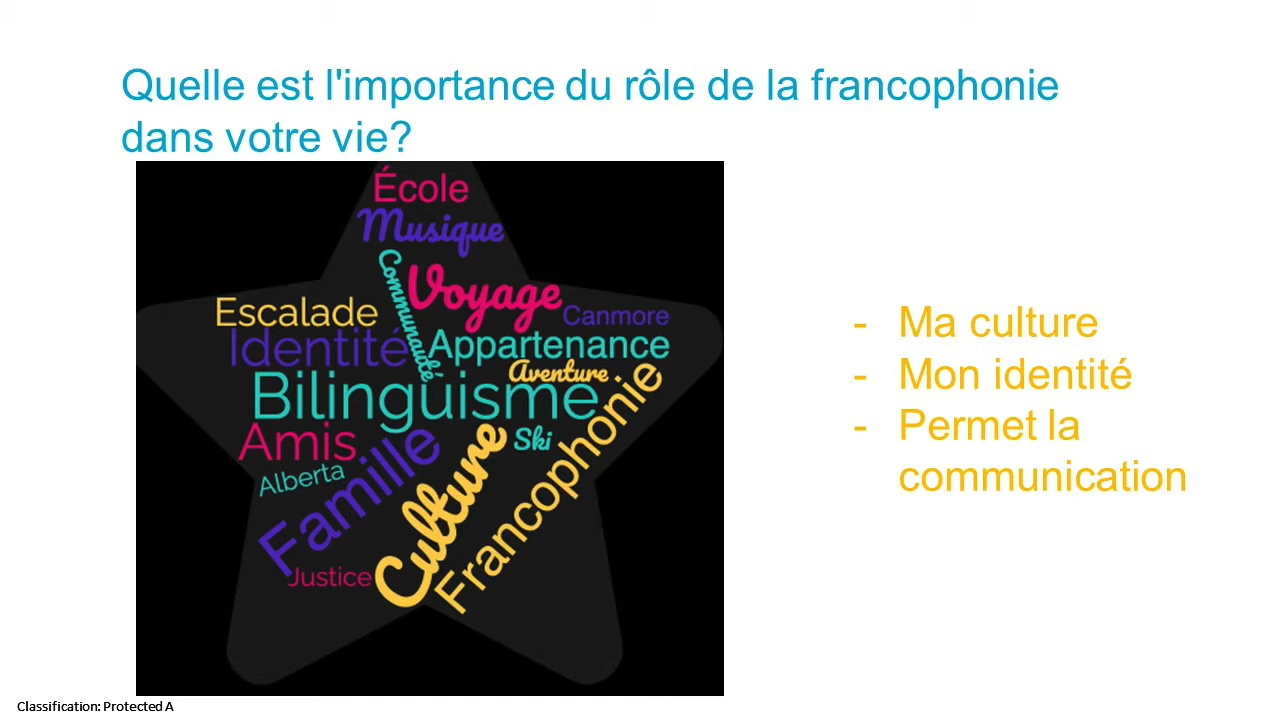 Quelle est l'importance du rôle de la francophonie
dans votre vie?
École
Musique
Communauté
Voyage
Escalade
Canmore
Identité
Appartenance
Aventure
Bilinguisme
Francophonie
Amis
Ski
Alberta
Famille
Culture
Justice
- Ma culture
- Mon identité
- Permet la
communication
Classification: Protected A